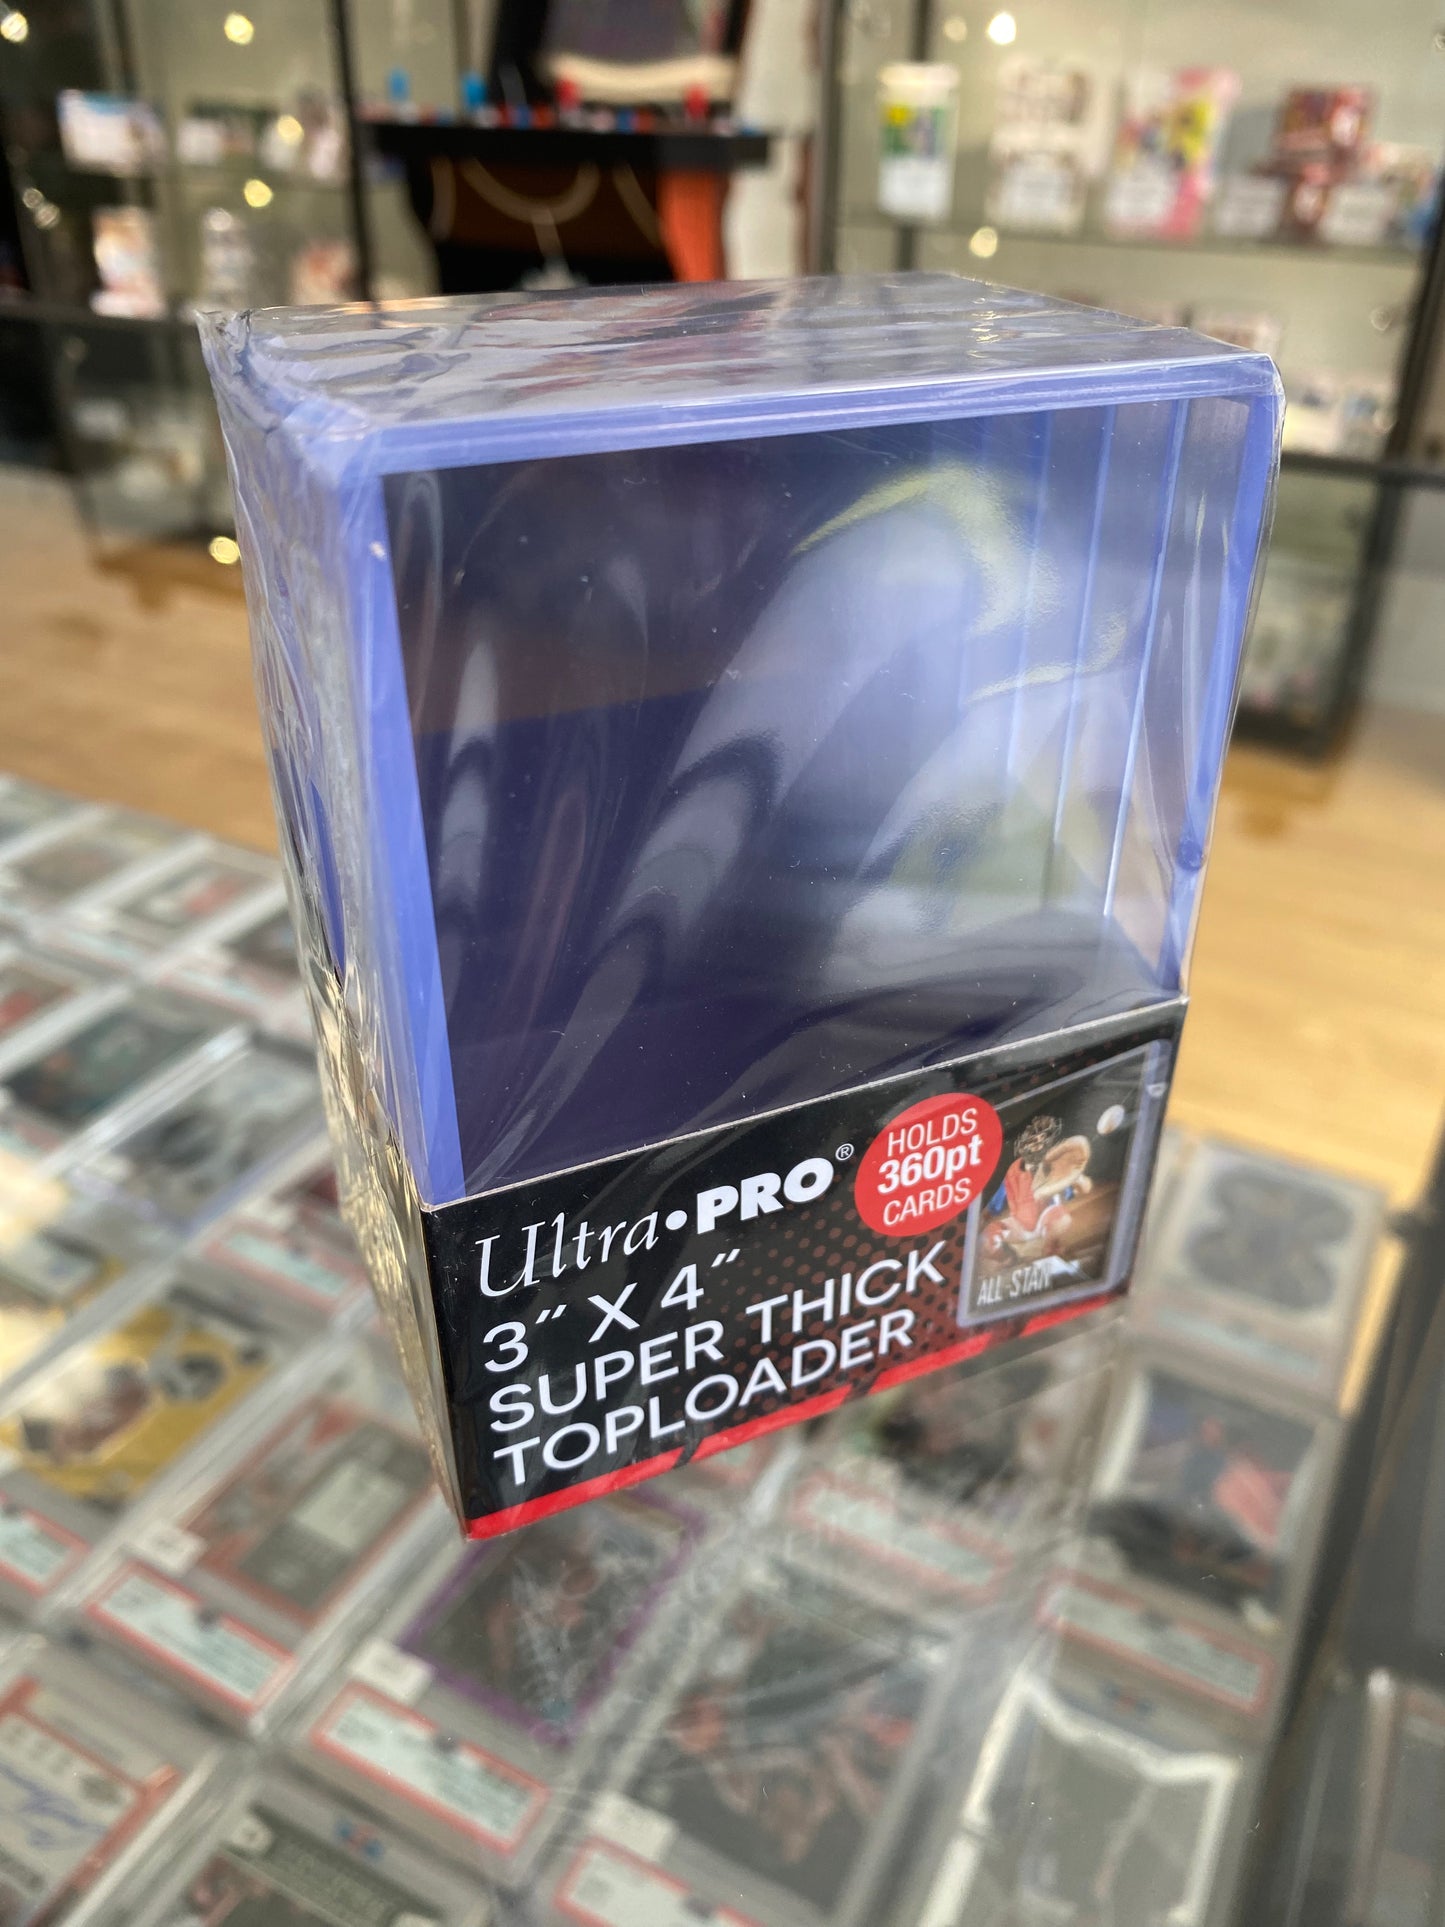 Ultra•PRO®
3" X 4"
SUPER THICK
TOPLOADER
HOLDS
360pt
CARDS
ALL-STAR